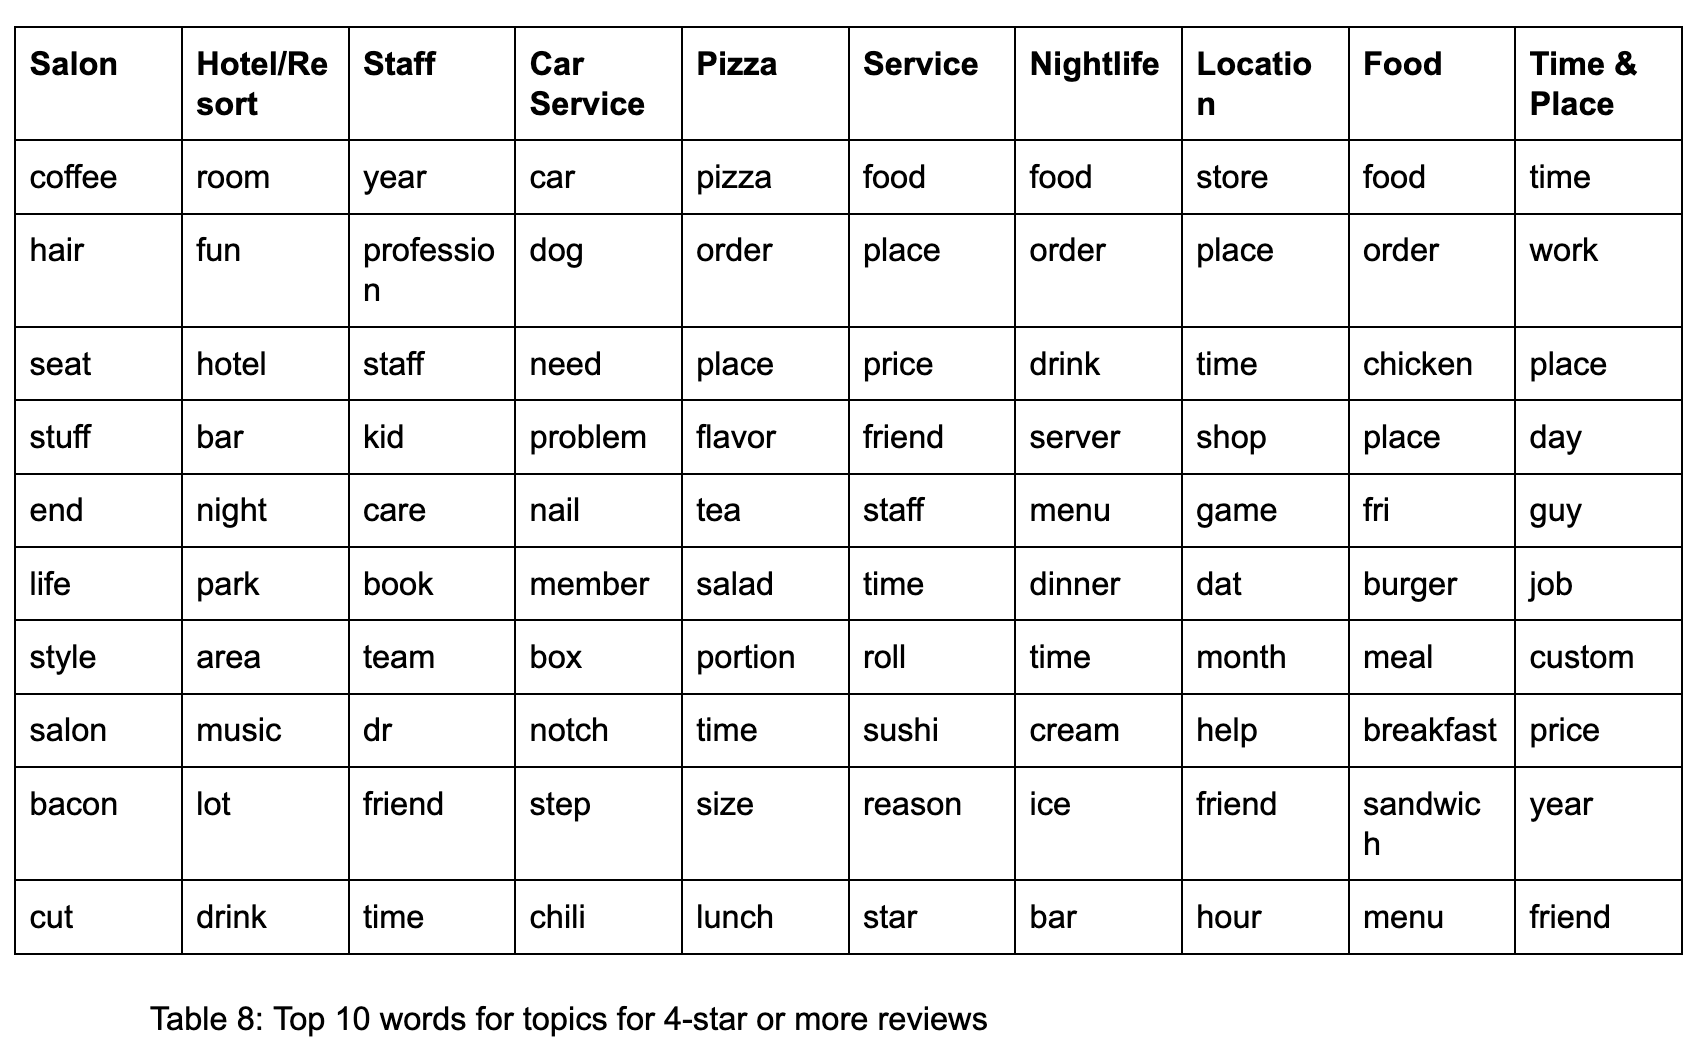 Salon Hotel/Re Staff Car Pizza Service Nightlife Locatio Food Time &
sort Service n Place
coffee room year car pizza food food store food time
hair fun professio dog order place order place order work
n
seat hotel staff need place price drink time chicken place
stuff bar kid problem flavor friend server shop place day
end night care nail tea staff menu game fri guy
life park book member salad time dinner dat burger job
style area team box portion roll time month meal custom
salon music dr notch time sushi cream help breakfast price
bacon lot friend step size reason ice friend sandwic year
h
cut drink time chili lunch star bar hour menu friend
Table 8: Top 10 words for topics for 4-star or more reviews